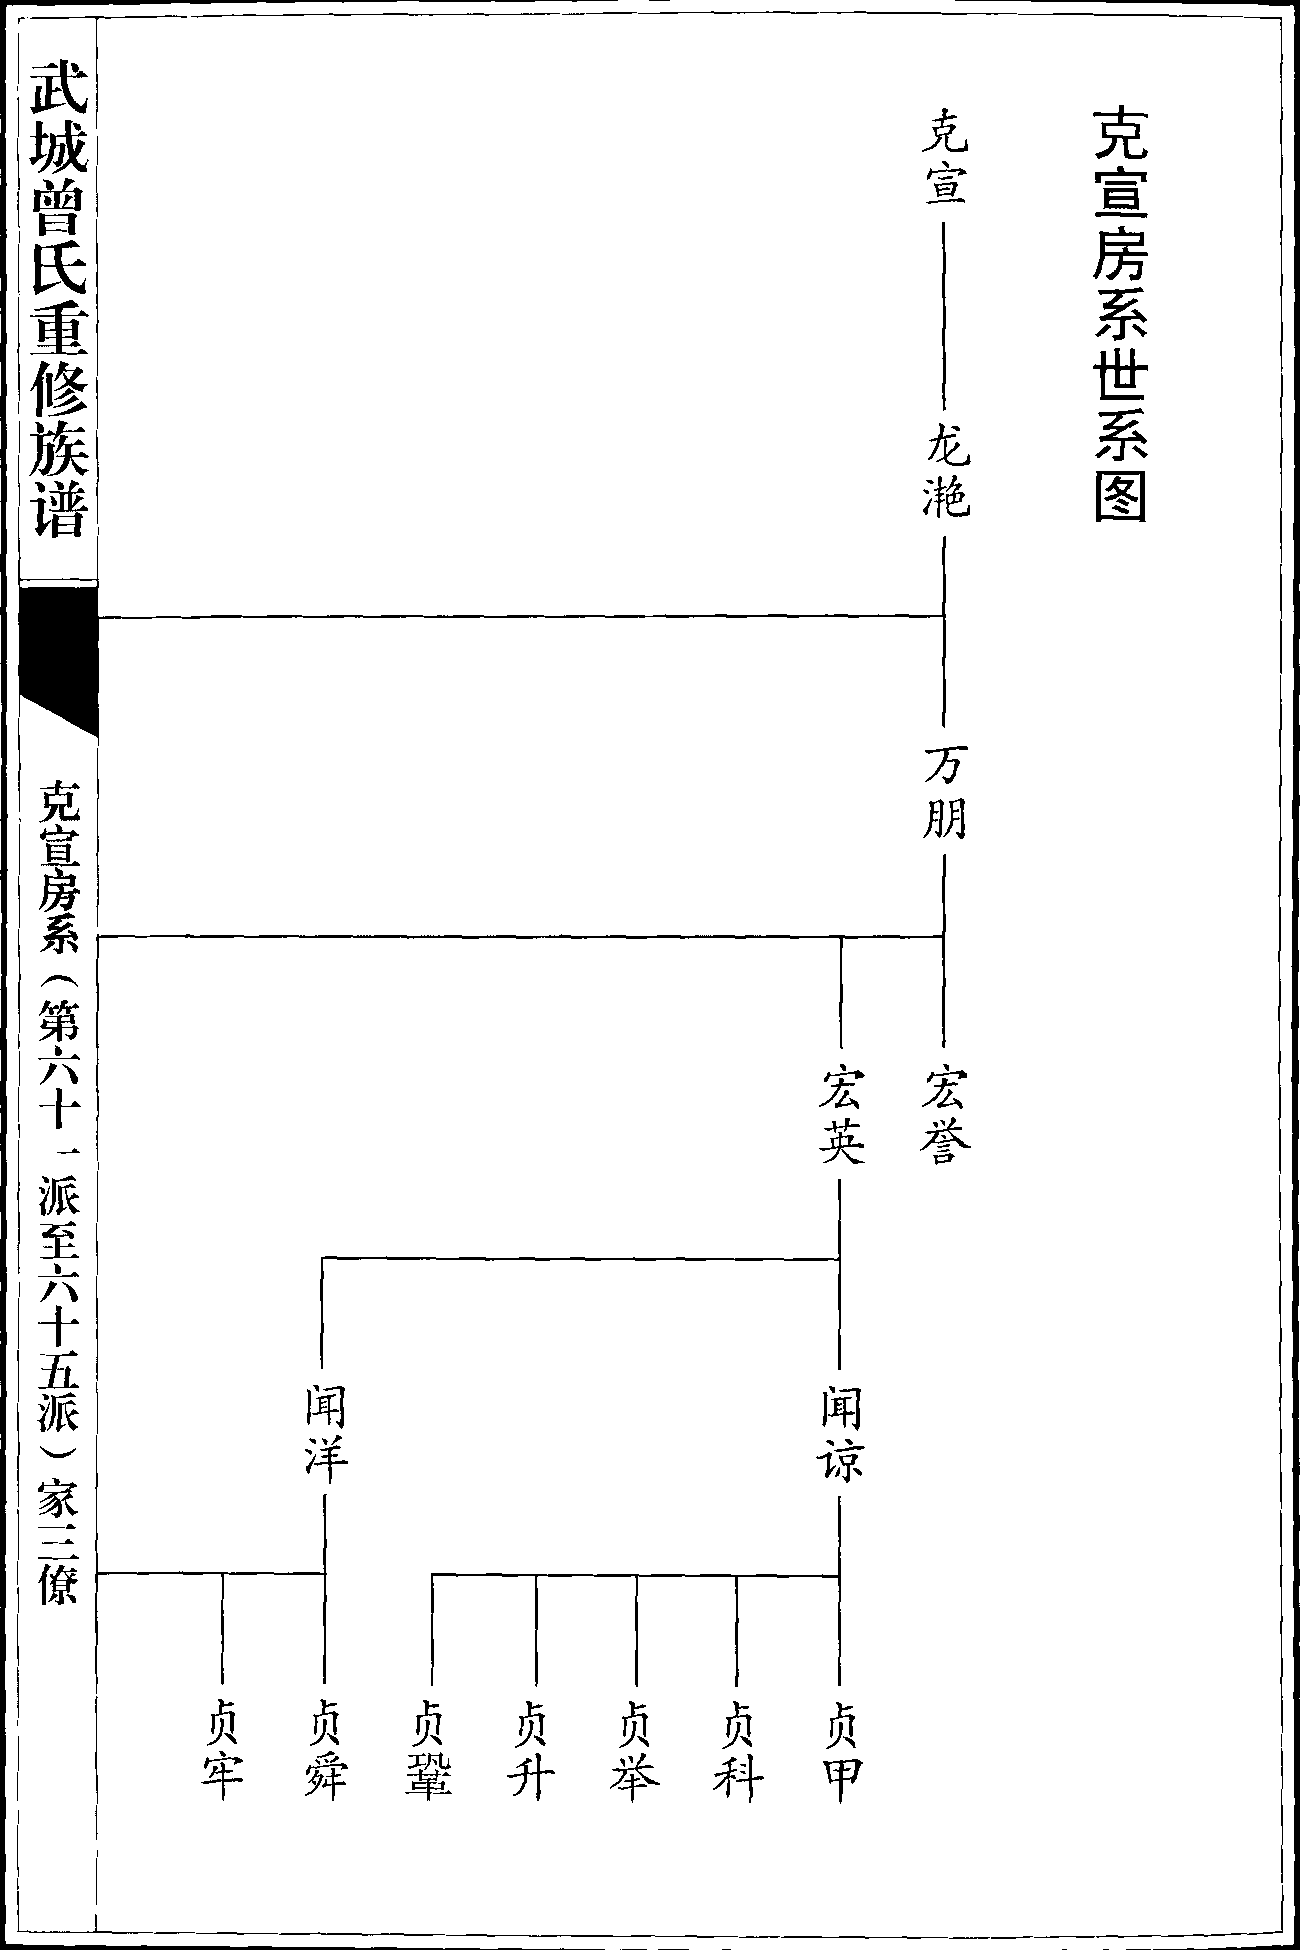 克宣房系世系图
克宣
龙滟
万朋
宏誉
宏英
闻谅
闻洋
贞甲
贞科
贞举
贞升
贞鞏
贞舜
贞牢
武城曾氏重修族谱
克宣房系（第六十一派至六十五派）家三僚